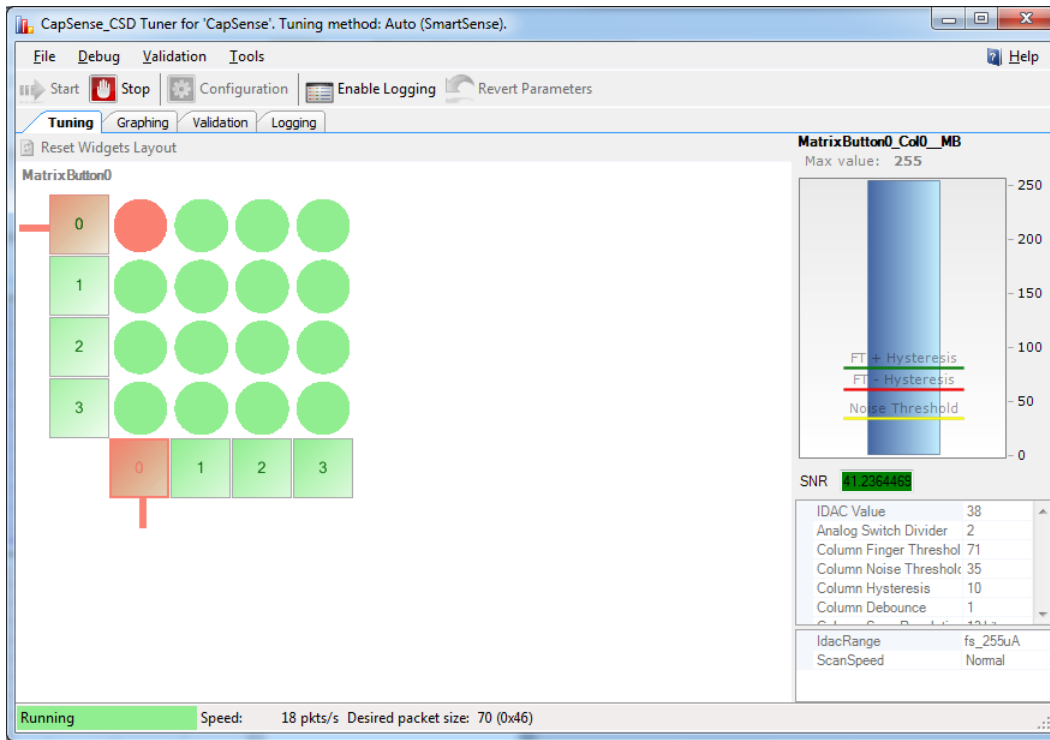 CapSense_CSD Tuner for 'CapSense'. Tuning method: Auto (SmartSense).
File Debug Validation Tools Help
Start Stop Configuration Enable Logging Revert Parameters
Tuning Graphing Validation Logging
Reset Widgets Layout
MatrixButton0
0
1
2
3
0 1 2 3
MatrixButton0_Col0__MB
Max value: 255
250
200
150
100
50
0
FT + Hysteresis
FT - Hysteresis
Noise Threshold
SNR 41.2364469
IDAC Value 38
Analog Switch Divider 2
Column Finger Threshol 71
Column Noise Threshol 35
Column Hysteresis 10
Column Debounce 1
IdacRange fs_255uA
ScanSpeed Normal
Running Speed: 18 pkts/s Desired packet size: 70 (0x46)